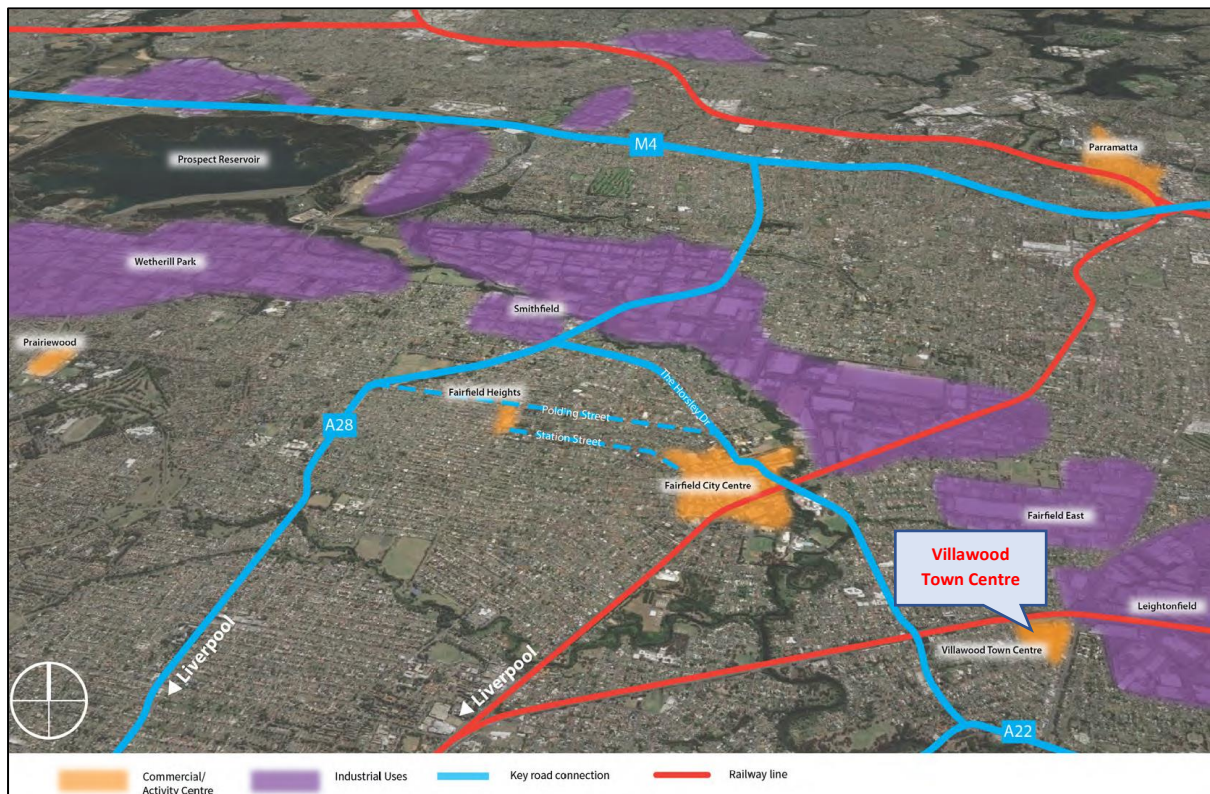 M4
Parramatta
Prospect Reservoir
Wetherill Park
Smithfield
Prairiewood
The Horsley Dr
Fairfield Heights
Polding Street
A28
Station Street
Fairfield City Centre
Fairfield East
Villawood
Town Centre
Leightonfield
Villawood Town Centre
Liverpool
Liverpool
A22
Commercial/
Activity Centre
Industrial Uses
Key road connection
Railway line